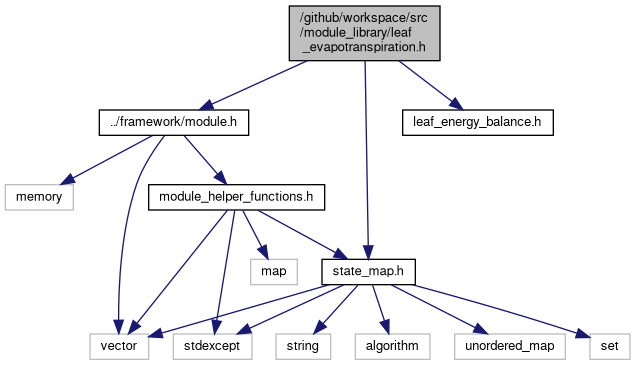 /github/workspace/src
/module_library/leaf
_evapotranspiration.h
../framework/module.h
leaf_energy_balance.h
memory
module_helper_functions.h
map
state_map.h
vector
stdexcept
string
algorithm
unordered_map
set